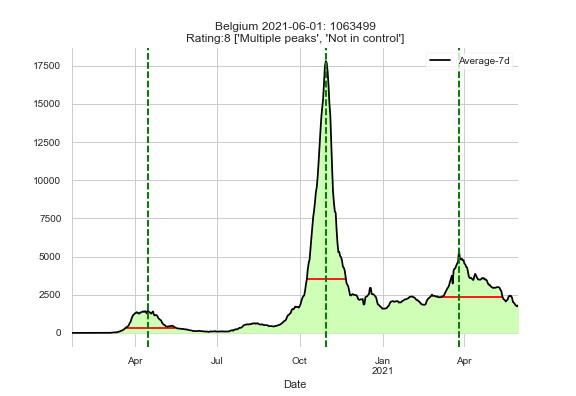 Belgium 2021-06-01: 1063499
Rating:8 ['Multiple peaks', 'Not in control']
Average-7d
17500
15000
12500
10000
7500
5000
2500
0
Apr
Jul
Oct
Jan
2021
Apr
Date